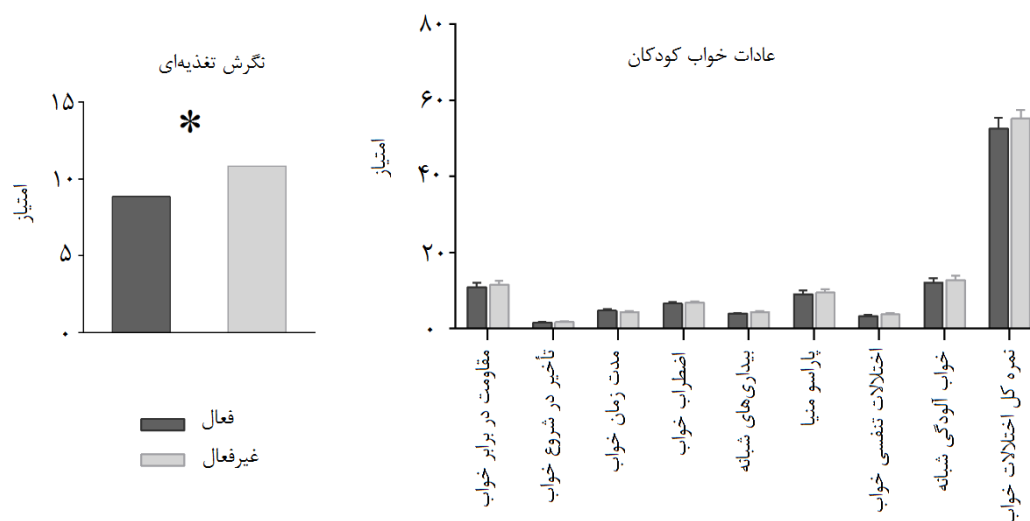 نگرش تغذیه‌ای
امتیاز
۱۵
۱۰
۵
۰
*
فعال
غیرفعال
عادات خواب کودکان
امتیاز
۸۰
۶۰
۴۰
۲۰
۰
مقاومت در برابر خواب
تأخیر در شروع خواب
مدت زمان خواب
اضطراب خواب
بیداری‌های شبانه
پاراسو منیا
اختلالات تنفسی خواب
خواب آلودگی شبانه
نمره کل اختلالات خواب